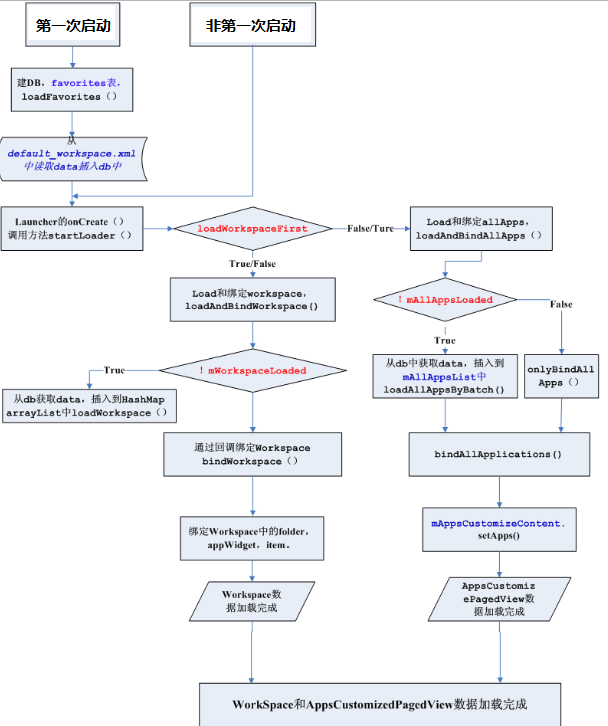 第一次启动
非第一次启动
建DB，favorites表，
loadFavorites（）
从
default_workspace.xml
中读取data插入db中
Launcher的onCreate（）
调用方法startLoader（）
loadWorkspaceFirst
False/Ture
Load和绑定allApps，
loadAndBindAllApps（）
True/False
Load和绑定workspace，
loadAndBindWorkspace()
！mAllAppsLoaded
False
True
！mWorkspaceLoaded
True
从db获取data，插入到HashMap
arrayList中loadWorkspace（）
从db中获取data，插入到
mAllAppsList中
loadAllAppsByBatch()
onlyBindAll
Apps（）
通过回调绑定Workspace
bindWorkspace（）
bindAllApplications()
绑定Workspace中的folder，
appWidget，item．
mAppsCustomizeContent.
setApps()
Workspace数
据加载完成
AppsCustomiz
ePagedView数
据加载完成
WorkSpace和AppsCustomizedPagedView数据加载完成